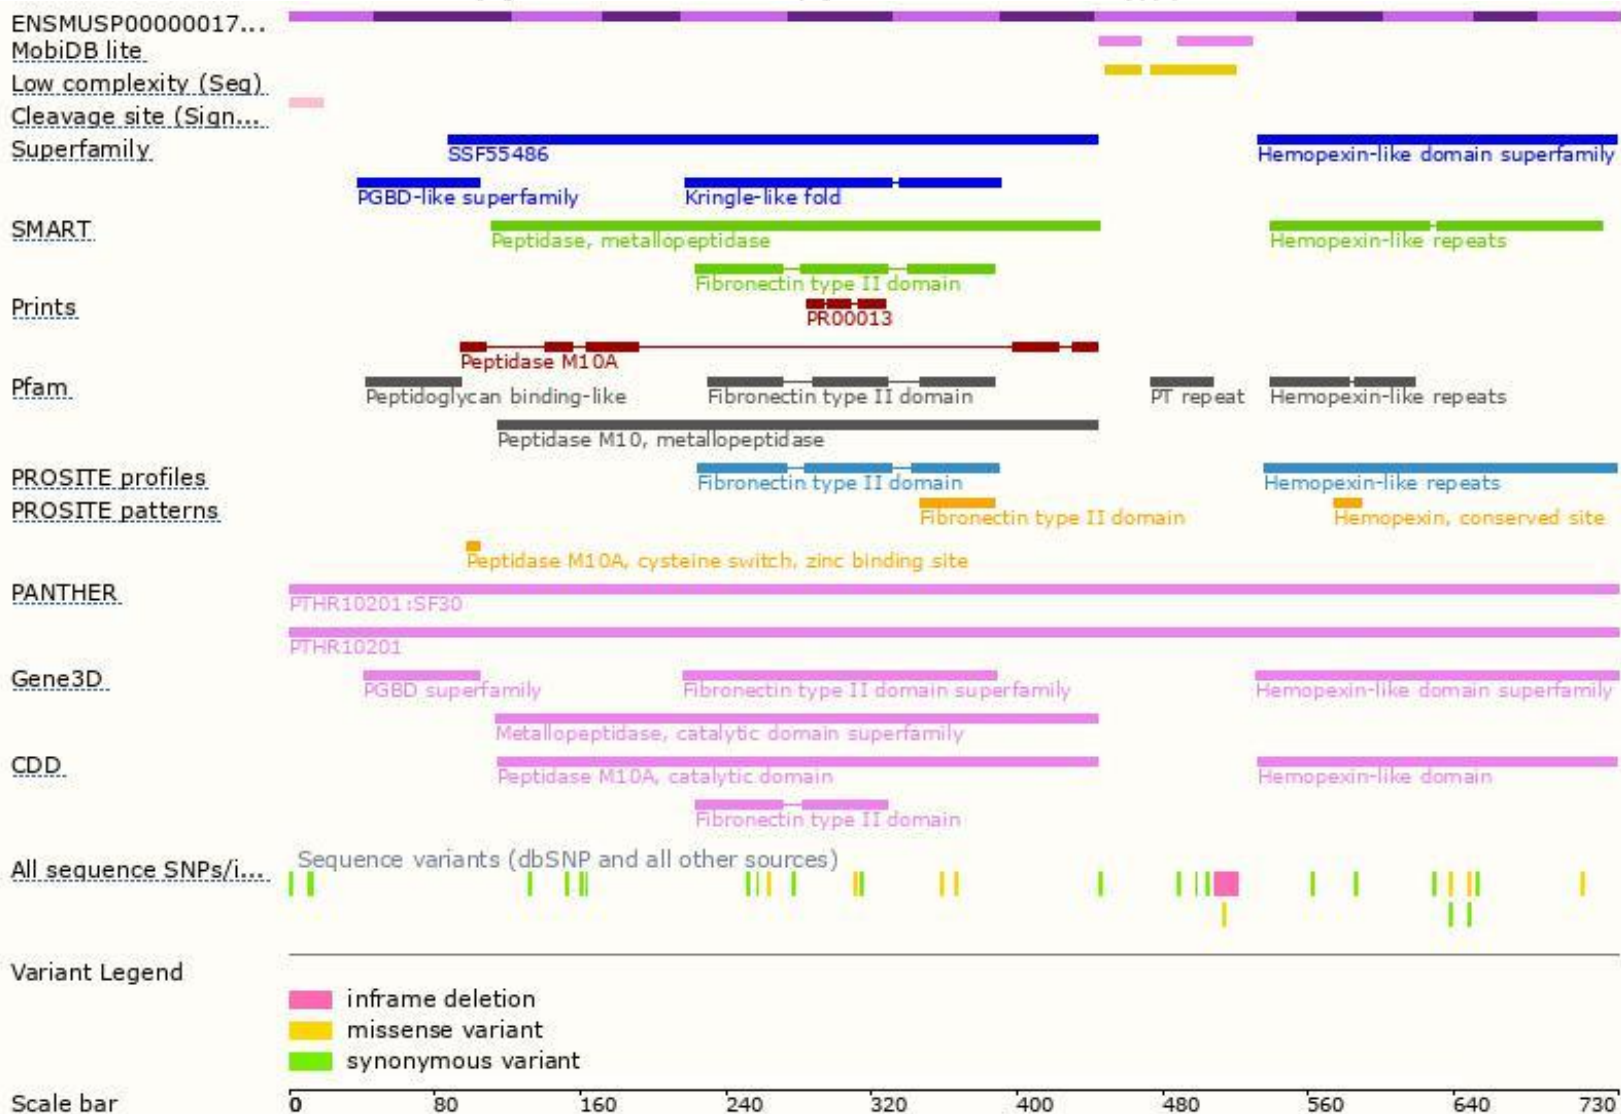 ENSMUSP00000017...
MobiDB lite
Low complexity (Seg)
Cleavage site (Sign...
Superfamily
SSF55486
Hemopexin-like domain superfamily
PGBD-like superfamily
Kringle-like fold
SMART
Peptidase, metallopeptidase
Hemopexin-like repeats
Fibronectin type II domain
Prints
PR00013
Peptidase M10A
Pfam
Peptidoglycan binding-like
Fibronectin type II domain
PT repeat
Hemopexin-like repeats
Peptidase M10, metallopeptidase
PROSITE profiles
Fibronectin type II domain
Hemopexin-like repeats
PROSITE patterns
Fibronectin type II domain
Hemopexin, conserved site
Peptidase M10A, cysteine switch, zinc binding site
PANTHER
PTHR10201:SF30
PTHR10201
Gene3D
PGBD superfamily
Fibronectin type II domain superfamily
Hemopexin-like domain superfamily
Metallopeptidase, catalytic domain superfamily
CDD
Peptidase M10A, catalytic domain
Hemopexin-like domain
Fibronectin type II domain
All sequence SNPs/i...
Sequence variants (dbSNP and all other sources)
Variant Legend
inframe deletion
missense variant
synonymous variant
Scale bar
0 80 160 240 320 400 480 560 640 730